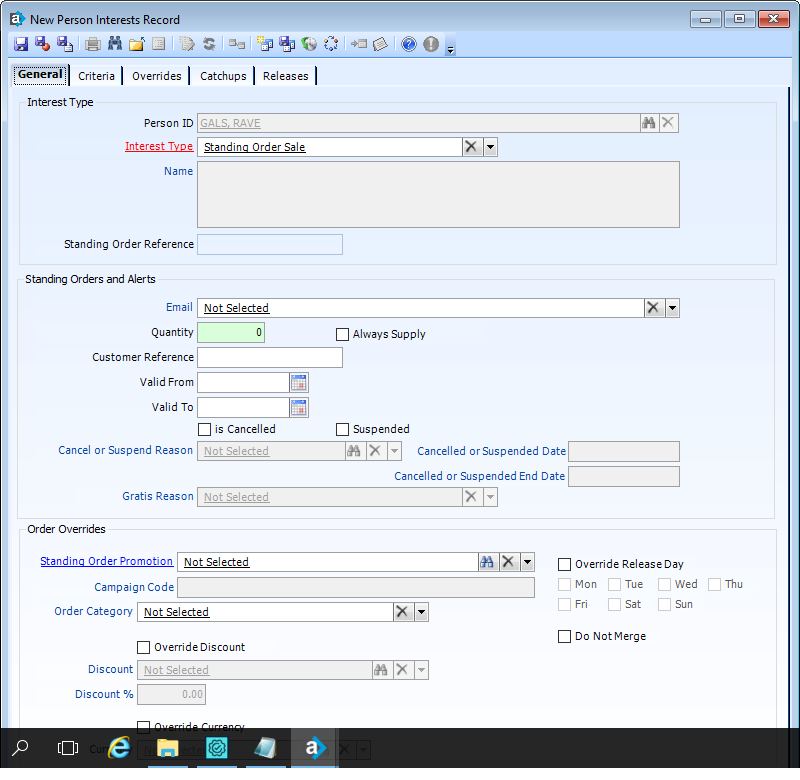 New Person Interests Record
General Criteria Overrides Catchups Releases
Interest Type
Person ID GALS, RAVE
Interest Type Standing Order Sale
Name
Standing Order Reference
Standing Orders and Alerts
Email Not Selected
Quantity 0 Always Supply
Customer Reference
Valid From
Valid To
is Cancelled Suspended
Cancel or Suspend Reason Not Selected Cancelled or Suspended Date
Cancelled or Suspended End Date
Gratis Reason Not Selected
Order Overrides
Standing Order Promotion Not Selected Override Release Day
Campaign Code Mon Tue Wed Thu
Order Category Not Selected Fri Sat Sun
Override Discount Do Not Merge
Discount Not Selected
Discount % 0.00
Override Currency